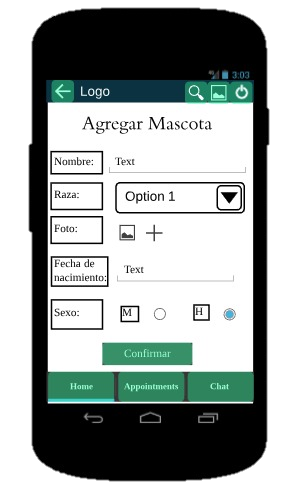 3:03
Logo
Agregar Mascota
Nombre: Text
Raza: Option 1
Foto:
Fecha de
nacimiento: Text
Sexo: M H
Confirmar
Home Appointments Chat